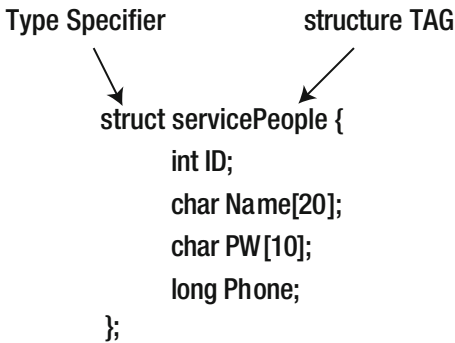 Type Specifier structure TAG
struct servicePeople {
int ID;
char Name[20];
char PW[10];
long Phone;
};